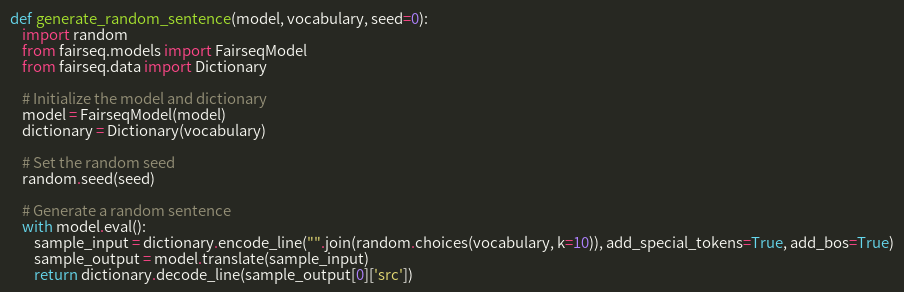 def generate_random_sentence(model, vocabulary, seed=0):
    import random
    from fairseq.models import FairseqModel
    from fairseq.data import Dictionary

    # Initialize the model and dictionary
    model = FairseqModel(model)
    dictionary = Dictionary(vocabulary)

    # Set the random seed
    random.seed(seed)

    # Generate a random sentence
    with model.eval():
        sample_input = dictionary.encode_line("".join(random.choices(vocabulary, k=10)), add_special_tokens=True, add_bos=True)
        sample_output = model.translate(sample_input)
        return dictionary.decode_line(sample_output[0]['src'])